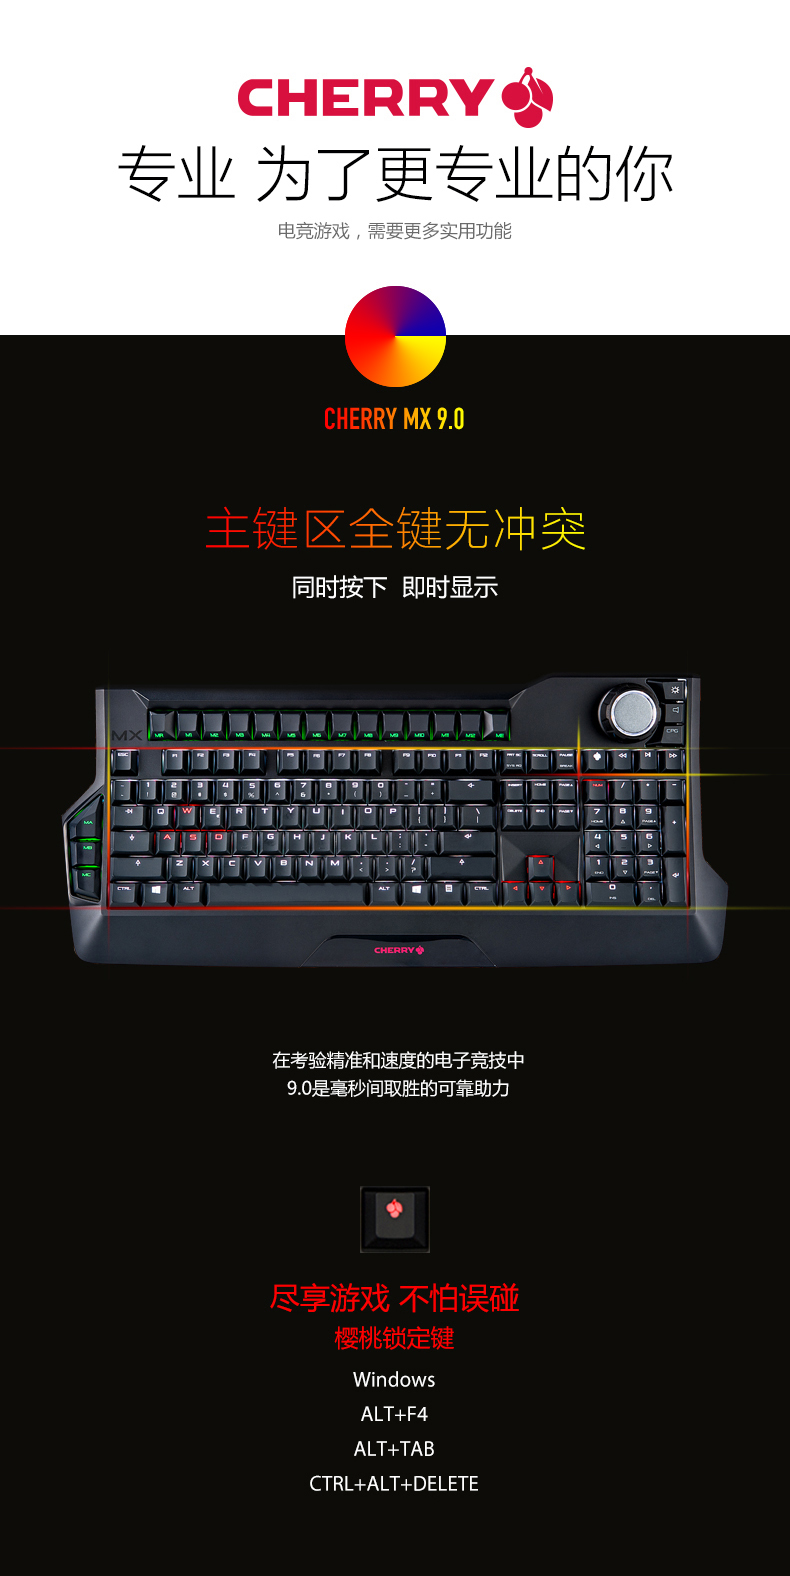 CHERRY
专业 为了更专业的你
电竞游戏，需要更多实用功能
CHERRY MX 9.0
主键区全键无冲突
同时按下 即时显示
MX
CHERRY
在考验精准和速度的电子竞技中
9.0是毫秒间取胜的可靠助力
尽享游戏 不怕误碰
樱桃锁定键
Windows
ALT+F4
ALT+TAB
CTRL+ALT+DELETE